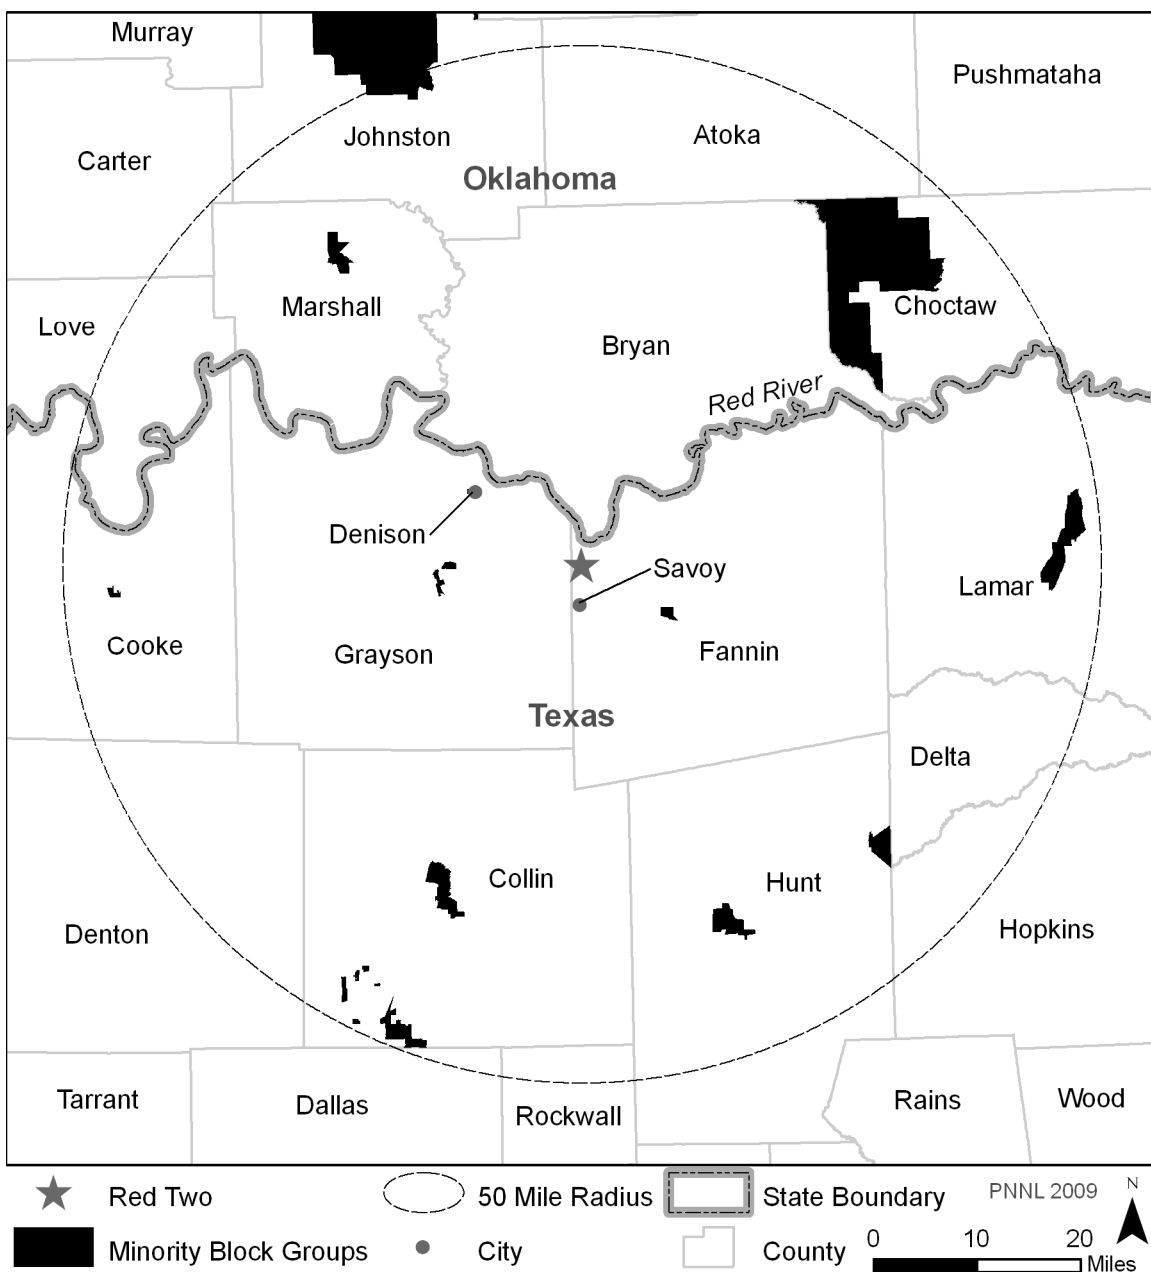 Murray
Pushmataha
Johnston
Atoka
Carter
Oklahoma
Marshall
Choctaw
Love
Bryan
Red River
Denison
Savoy
Lamar
Cooke
Grayson
Fannin
Texas
Delta
Collin
Hunt
Denton
Hopkins
Tarrant
Dallas
Rockwall
Rains
Wood
Red Two
50 Mile Radius
State Boundary
PNNL 2009
N
Minority Block Groups
City
County
0 10 20
Miles